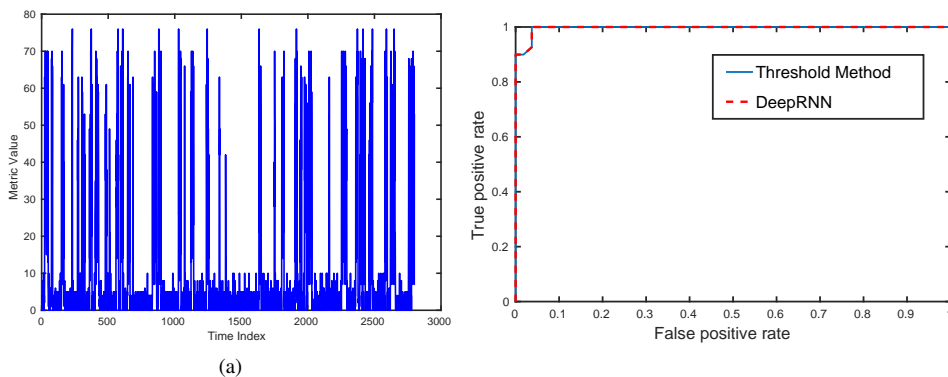 80
70
60
50
40
30
20
10
0
Metric Value
0 500 1000 1500 2000 2500 3000
Time Index
(a)
1
0.8
0.6
0.4
0.2
0
True positive rate
Threshold Method
DeepRNN
0.1 0.2 0.3 0.4 0.5 0.6 0.7 0.8 0.9
False positive rate